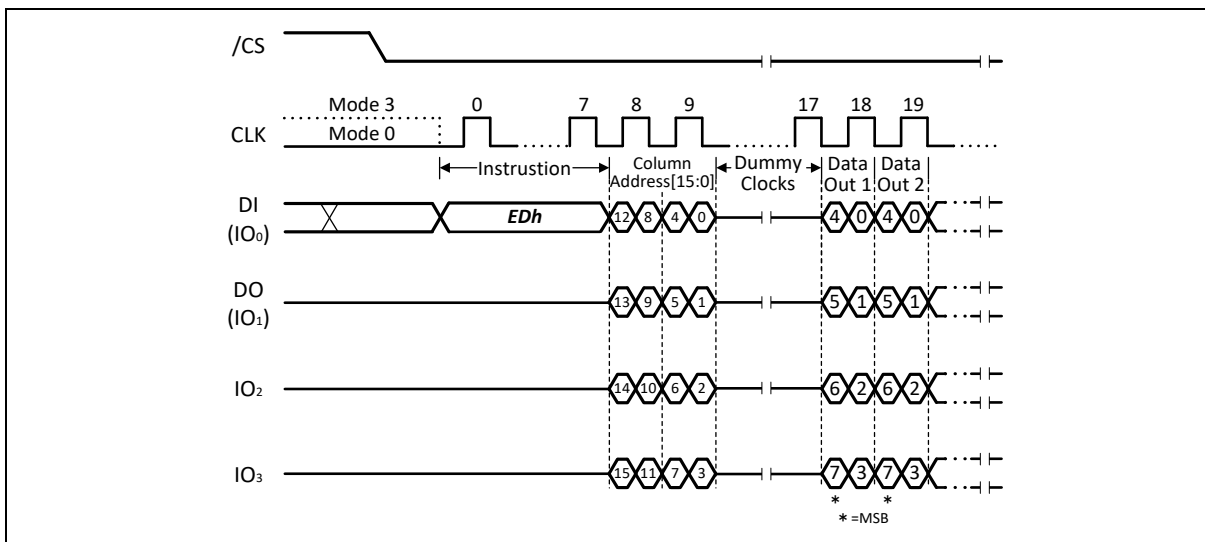 /CS
Mode 3 0 7 8 9 17 18 19
CLK Mode 0
Instrustion Column Address[15:0] Dummy Clocks Data Out 1 Data Out 2
DI (IO0) EDh 12 8 4 0 4 0 4 0
DO (IO1) 13 9 5 1 5 1 5 1
IO2 14 10 6 2 6 2 6 2
IO3 15 11 7 3 7 3 7 3
* *
* =MSB